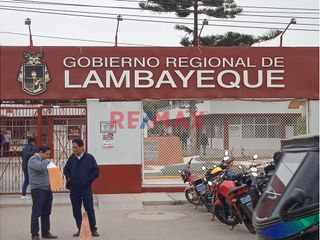 GOBIERNO REGIONAL DE
LAMBAYEQUE
RE/MAX